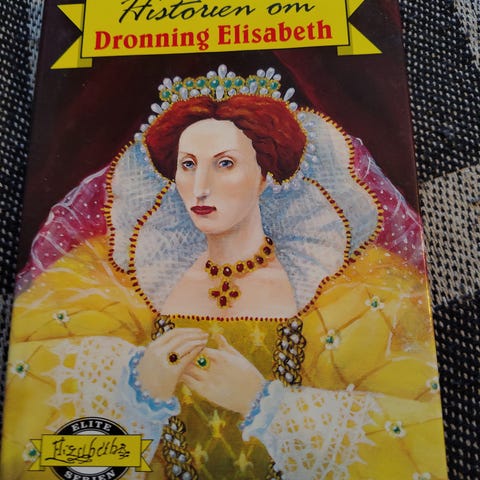 Historien om
Dronning Elisabeth
ELITE
Elizabeth
SERIEN